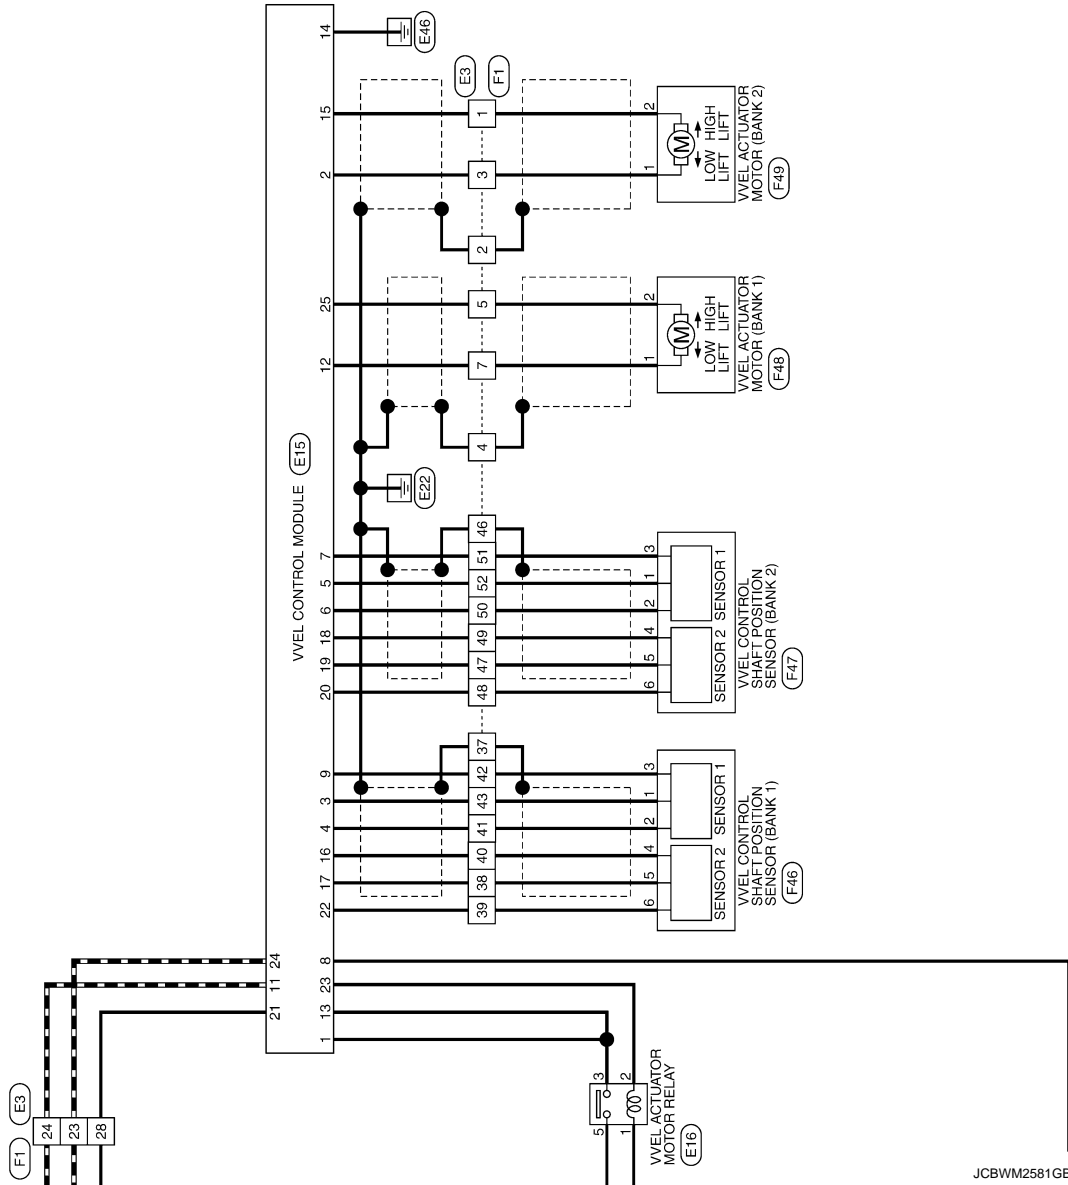 14
E46
E3
F1
15
1
2
2
3
1
LOW LIFT
HIGH LIFT
M
VVEL ACTUATOR
MOTOR (BANK 2)
F49
2
25
5
2
12
7
1
LOW LIFT
HIGH LIFT
M
VVEL ACTUATOR
MOTOR (BANK 1)
F48
4
VVEL CONTROL MODULE
E15
E22
46
7
51
3
5
52
1
6
50
2
18
49
4
19
47
5
20
48
6
SENSOR 1
SENSOR 2
VVEL CONTROL
SHAFT POSITION
SENSOR (BANK 2)
F47
37
9
42
3
3
43
1
4
41
2
16
40
4
17
38
5
22
39
6
SENSOR 1
SENSOR 2
VVEL CONTROL
SHAFT POSITION
SENSOR (BANK 1)
F46
24
8
11
23
21
13
1
3
2
5
1
VVEL ACTUATOR
MOTOR RELAY
E16
E3
F1
24
23
28
JCBWM2581GE